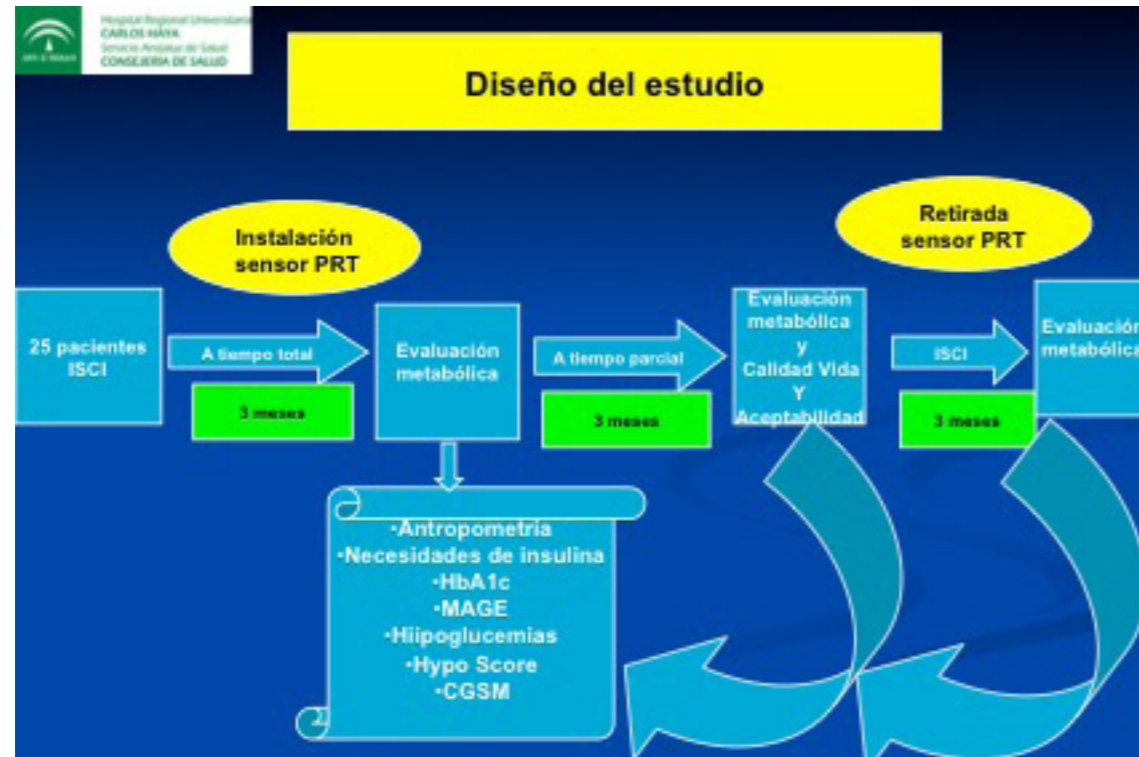 Hospital Regional Universitario
CARLOS HAYA
Servicio Andaluz de Salud
CONSEJERÍA DE SALUD
Diseño del estudio
Instalación
sensor PRT
Retirada
sensor PRT
25 pacientes
ISCI
A tiempo total
3 meses
Evaluación
metabólica
A tiempo parcial
3 meses
Evaluación
metabólica
y
Calidad Vida
Y
Aceptabilidad
ISCI
3 meses
Evaluación
metabólica
•Antropometría
•Necesidades de insulina
•HbA1c
•MAGE
•Hiipoglucemias
•Hypo Score
•CGSM